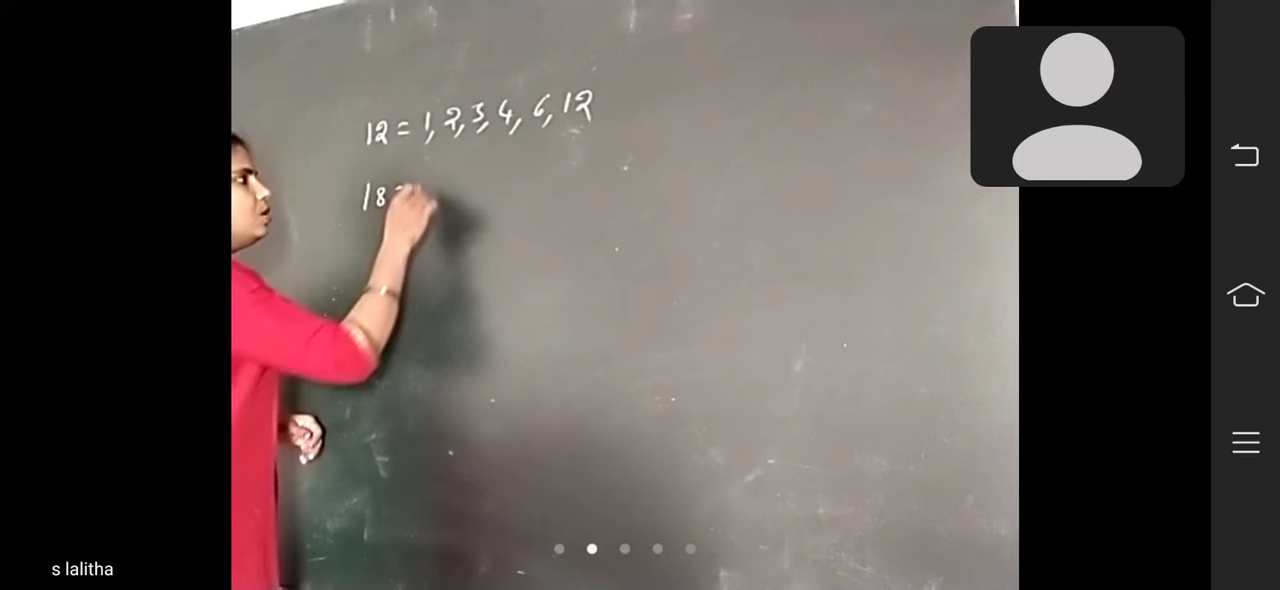 12 = 1, 2, 3, 4, 6, 12
18 =
s lalitha